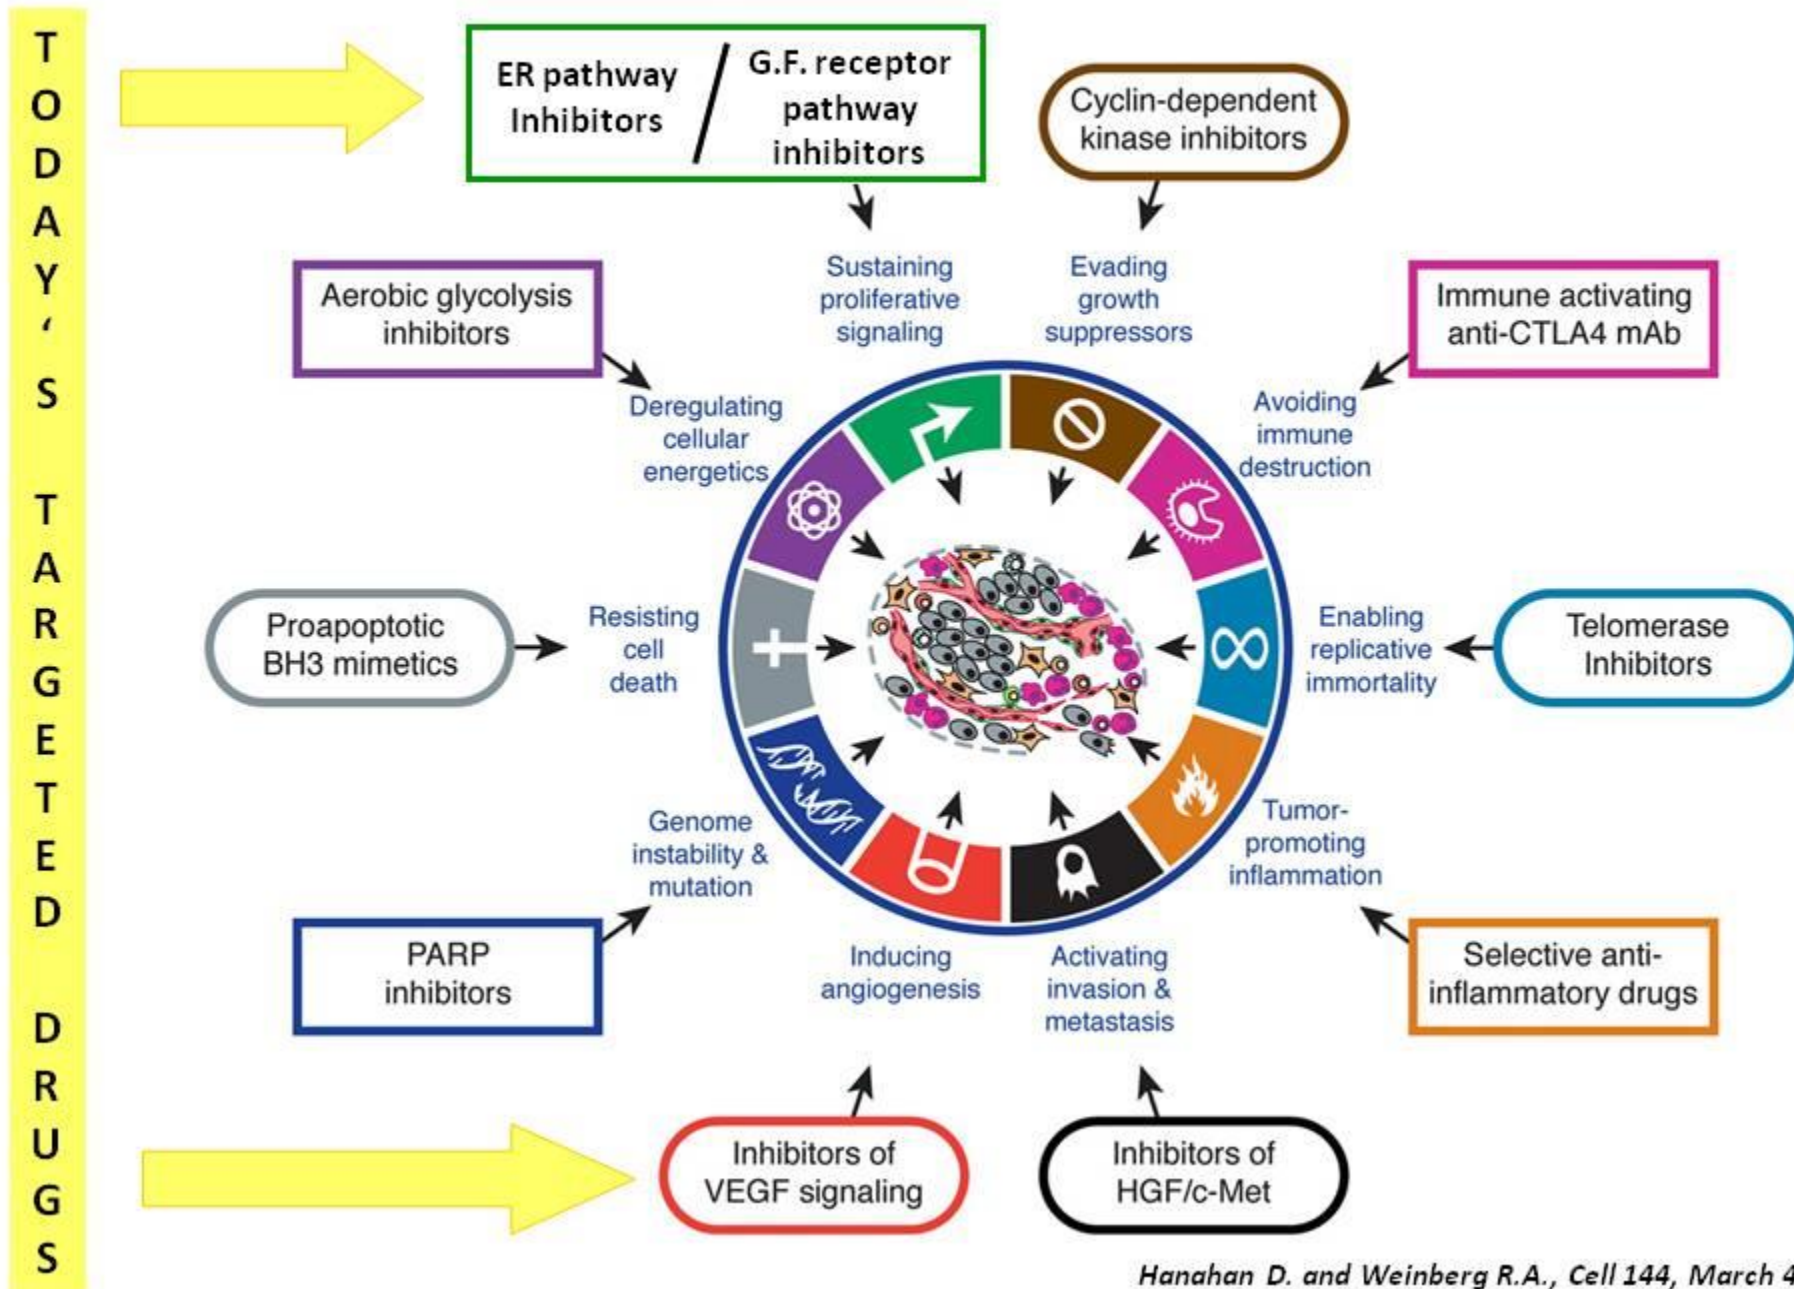 TODAY‘S TARGETED DRUGS
ER pathway
Inhibitors
/
G.F. receptor
pathway
inhibitors
Cyclin-dependent
kinase inhibitors
Sustaining
proliferative
signaling
Evading
growth
suppressors
Aerobic glycolysis
inhibitors
Immune activating
anti-CTLA4 mAb
Deregulating
cellular
energetics
Avoiding
immune
destruction
Proapoptotic
BH3 mimetics
Resisting
cell
death
Enabling
replicative
immortality
Telomerase
Inhibitors
Genome
instability &
mutation
Tumor-
promoting
inflammation
PARP
inhibitors
Inducing
angiogenesis
Activating
invasion &
metastasis
Selective anti-
inflammatory drugs
Inhibitors of
VEGF signaling
Inhibitors of
HGF/c-Met
Hanahan D. and Weinberg R.A., Cell 144, March 4